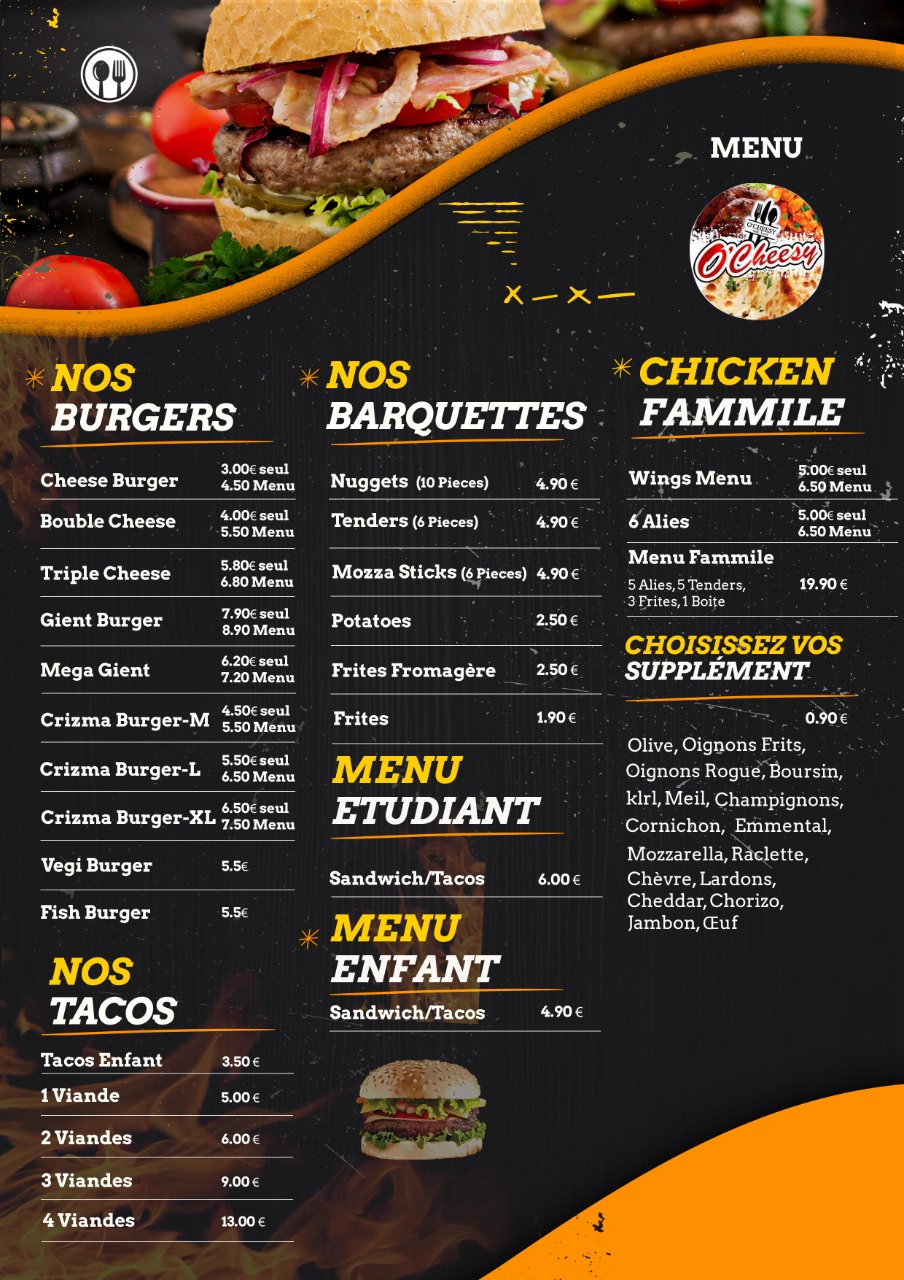 MENU
O'CHEESY
O'Cheesy
NOS
BURGERS
Cheese Burger 3.00€ seul
4.50 Menu
Bouble Cheese 4.00€ seul
5.50 Menu
Triple Cheese 5.80€ seul
6.80 Menu
Gient Burger 7.90€ seul
8.90 Menu
Mega Gient 6.20€ seul
7.20 Menu
Crizma Burger-M 4.50€ seul
5.50 Menu
Crizma Burger-L 5.50€ seul
6.50 Menu
Crizma Burger-XL 6.50€ seul
7.50 Menu
Vegi Burger 5.5€
Fish Burger 5.5€
NOS
TACOS
Tacos Enfant 3.50 €
1 Viande 5.00 €
2 Viandes 6.00 €
3 Viandes 9.00 €
4 Viandes 13.00 €
NOS
BARQUETTES
Nuggets (10 Pieces) 4.90 €
Tenders (6 Pieces) 4.90 €
Mozza Sticks (6 Pieces) 4.90 €
Potatoes 2.50 €
Frites Fromagère 2.50 €
Frites 1.90 €
MENU
ETUDIANT
Sandwich/Tacos 6.00 €
MENU
ENFANT
Sandwich/Tacos 4.90 €
CHICKEN
FAMMILE
Wings Menu 5.00€ seul
6.50 Menu
6 Alies 5.00€ seul
6.50 Menu
Menu Fammile
5 Alies, 5 Tenders, 19.90 €
3 Frites, 1 Boite
CHOISISSEZ VOS
SUPPLÉMENT
0.90 €
Olive, Oignons Frits,
Oignons Rogue, Boursin,
klrl, Meil, Champignons,
Cornichon, Emmental,
Mozzarella, Raclette,
Chèvre, Lardons,
Cheddar, Chorizo,
Jambon, Œuf